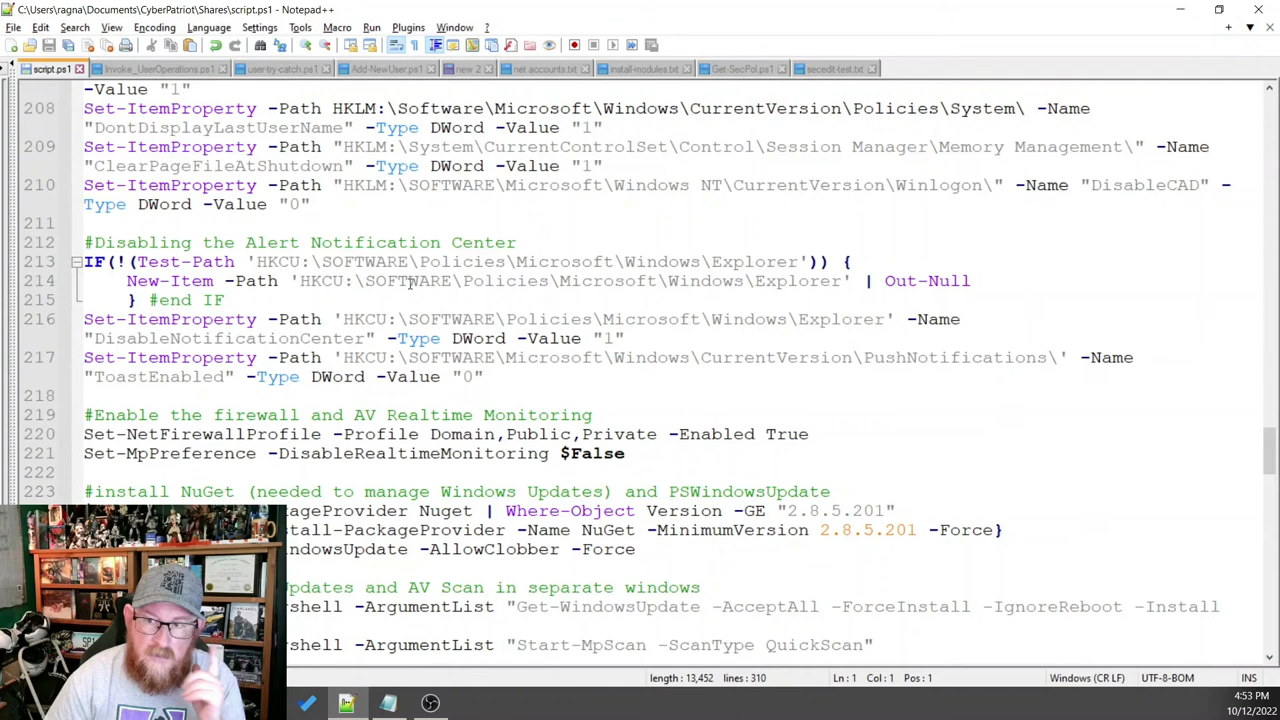 C:\Users\ragna\Documents\CyberPatriot\Shares\script.ps1 - Notepad++
File Edit Search View Encoding Language Settings Tools Macro Run Plugins Window ?
script.ps1 Invoke_UserOperations.ps1 user-try-catch.ps1 Add-NewUser.ps1 new 2 net accounts.txt install-modules.txt Get-SecPol.ps1 secedit-test.txt
-Value "1"
208 Set-ItemProperty -Path HKLM:\Software\Microsoft\Windows\CurrentVersion\Policies\System\ -Name
"DontDisplayLastUserName" -Type DWord -Value "1"
209 Set-ItemProperty -Path "HKLM:\System\CurrentControlSet\Control\Session Manager\Memory Management\" -Name
"ClearPageFileAtShutdown" -Type DWord -Value "1"
210 Set-ItemProperty -Path "HKLM:\SOFTWARE\Microsoft\Windows NT\CurrentVersion\Winlogon\" -Name "DisableCAD" -
Type DWord -Value "0"
211
212 #Disabling the Alert Notification Center
213 IF(!(Test-Path 'HKCU:\SOFTWARE\Policies\Microsoft\Windows\Explorer')) {
214 New-Item -Path 'HKCU:\SOFTWARE\Policies\Microsoft\Windows\Explorer' | Out-Null
215 } #end IF
216 Set-ItemProperty -Path 'HKCU:\SOFTWARE\Policies\Microsoft\Windows\Explorer' -Name
"DisableNotificationCenter" -Type DWord -Value "1"
217 Set-ItemProperty -Path 'HKCU:\SOFTWARE\Microsoft\Windows\CurrentVersion\PushNotifications\' -Name
"ToastEnabled" -Type DWord -Value "0"
218
219 #Enable the firewall and AV Realtime Monitoring
220 Set-NetFirewallProfile -Profile Domain,Public,Private -Enabled True
221 Set-MpPreference -DisableRealtimeMonitoring $False
222
223 #install NuGet (needed to manage Windows Updates) and PSWindowsUpdate
ageProvider Nuget | Where-Object Version -GE "2.8.5.201"
stall-PackageProvider -Name NuGet -MinimumVersion 2.8.5.201 -Force}
indowsUpdate -AllowClobber -Force
pdates and AV Scan in separate windows
rshell -ArgumentList "Get-WindowsUpdate -AcceptAll -ForceInstall -IgnoreReboot -Install
rshell -ArgumentList "Start-MpScan -ScanType QuickScan"
length : 13,452 lines : 310 Ln : 1 Col : 1 Pos : 1 Windows (CR LF) UTF-8-BOM INS
4:53 PM
10/12/2022